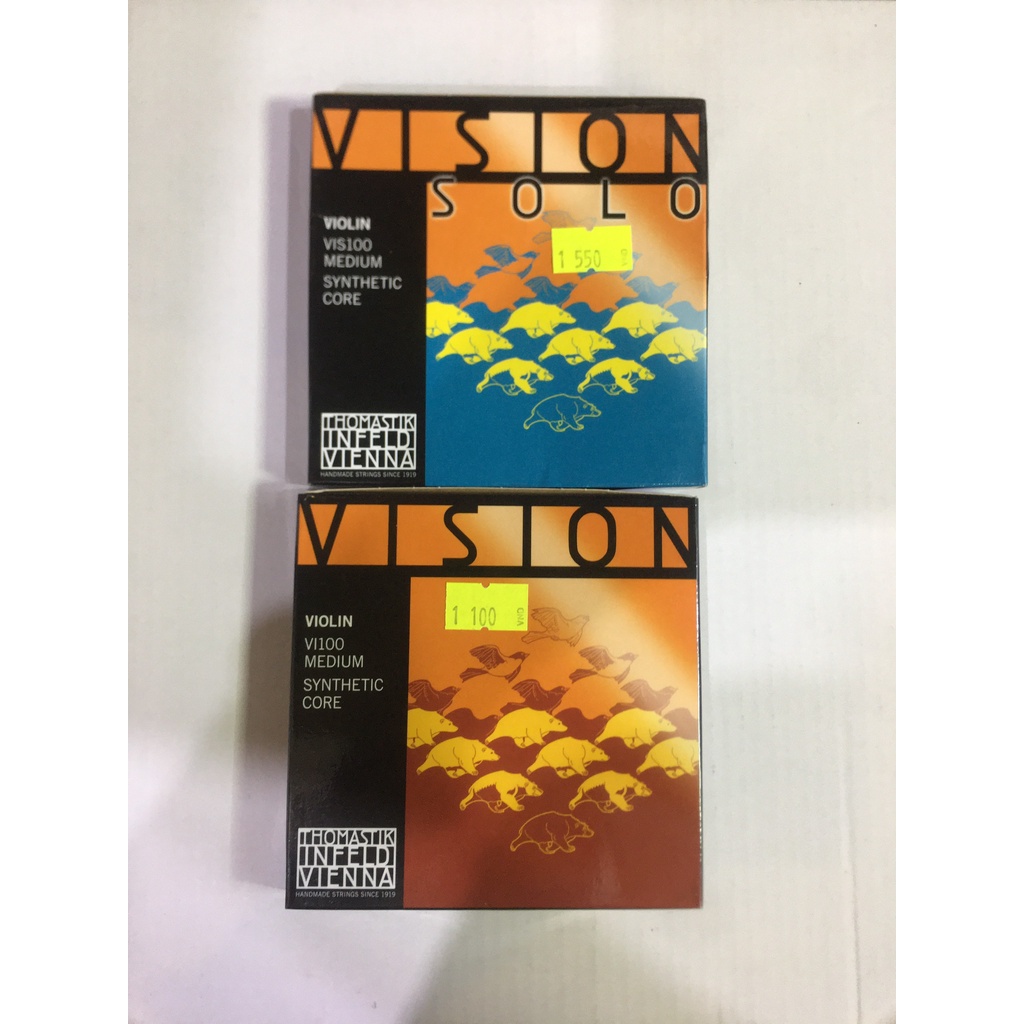 VISION
SOLO
VIOLIN
VIS100
MEDIUM
SYNTHETIC
CORE
1 550
THOMASTIK
INFELD
VIENNA
HANDMADE STRINGS SINCE 1919
VISION
VIOLIN
VI100
MEDIUM
SYNTHETIC
CORE
1 100
THOMASTIK
INFELD
VIENNA
HANDMADE STRINGS SINCE 1919